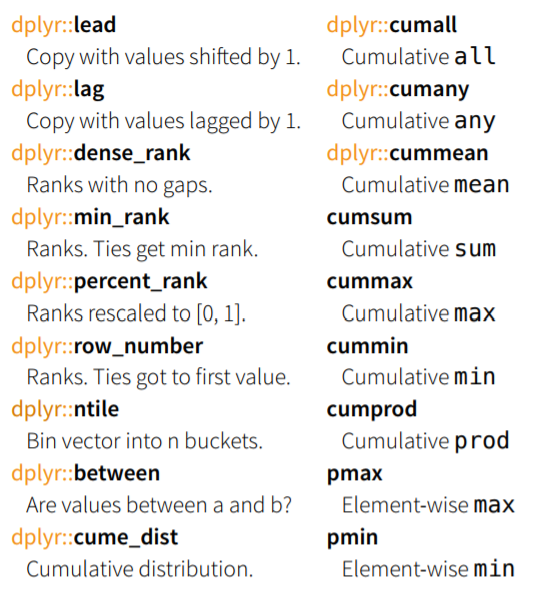 dplyr::lead
Copy with values shifted by 1.
dplyr::lag
Copy with values lagged by 1.
dplyr::dense_rank
Ranks with no gaps.
dplyr::min_rank
Ranks. Ties get min rank.
dplyr::percent_rank
Ranks rescaled to [0, 1].
dplyr::row_number
Ranks. Ties got to first value.
dplyr::ntile
Bin vector into n buckets.
dplyr::between
Are values between a and b?
dplyr::cume_dist
Cumulative distribution.
dplyr::cumall
Cumulative all
dplyr::cumany
Cumulative any
dplyr::cummean
Cumulative mean
cumsum
Cumulative sum
cummax
Cumulative max
cummin
Cumulative min
cumprod
Cumulative prod
pmax
Element-wise max
pmin
Element-wise min